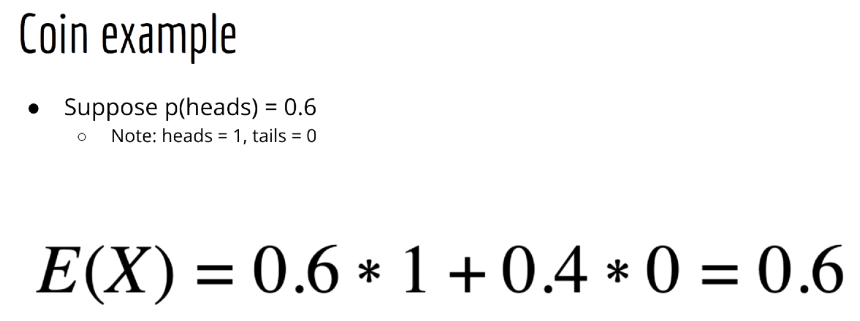 Coin example
● Suppose p(heads) = 0.6
○ Note: heads = 1, tails = 0
E(X) = 0.6 * 1 + 0.4 * 0 = 0.6